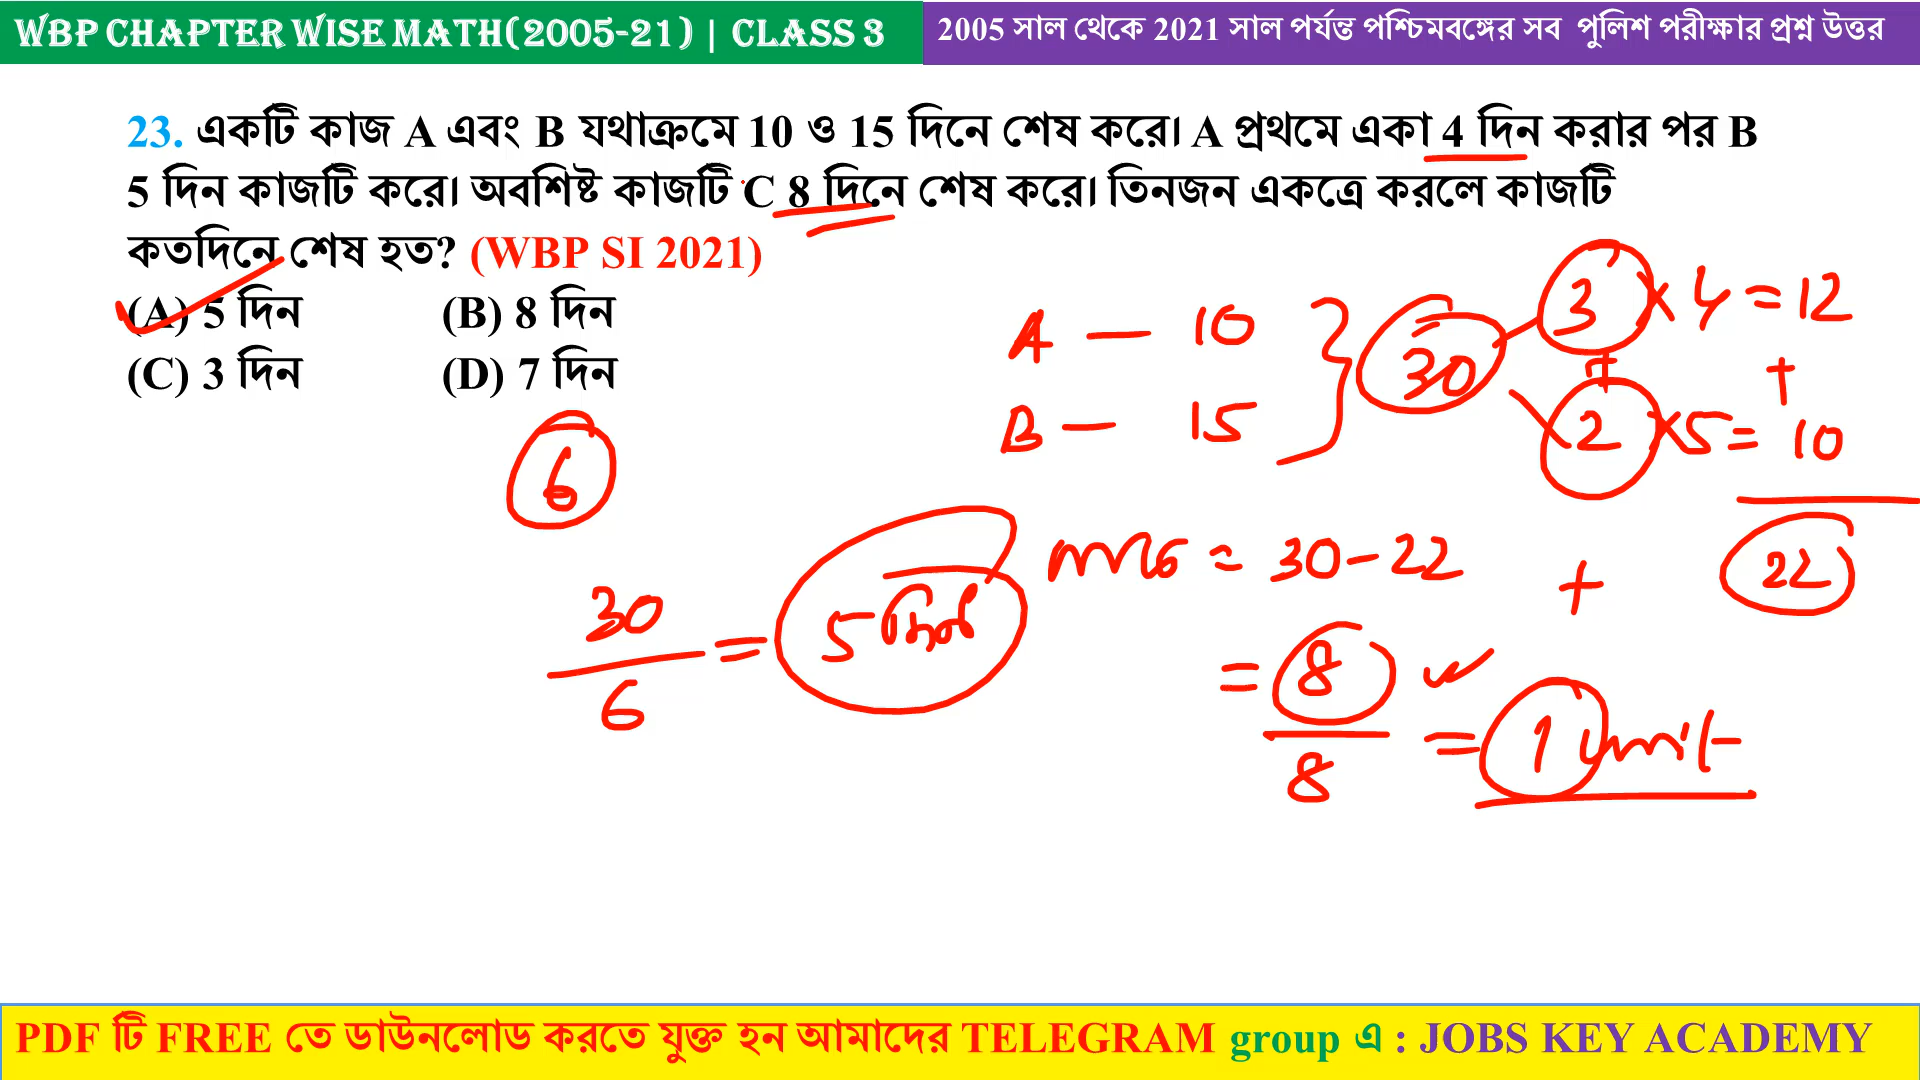 WBP CHAPTER WISE MATH(2005-21) | CLASS 3
2005 সাল থেকে 2021 সাল পর্যন্ত পশ্চিমবঙ্গের সব পুলিশ পরীক্ষার প্রশ্ন উত্তর
23. একটি কাজ A এবং B যথাক্রমে 10 ও 15 দিনে শেষ করে। A প্রথমে একা 4 দিন করার পর B
5 দিন কাজটি করে। অবশিষ্ট কাজটি C 8 দিনে শেষ করে। তিনজন একত্রে করলে কাজটি
কতদিনে শেষ হত? (WBP SI 2021)
(A) 5 দিন (B) 8 দিন
(C) 3 দিন (D) 7 দিন
A — 10
B — 15
30
3 × 4 = 12
+ +
2 × 5 = 10
22
6
= 30 - 22 +
30/6 = 5 দিন
= 8/8 = 1 unit
PDF টি FREE তে ডাউনলোড করতে যুক্ত হন আমাদের TELEGRAM group এ : JOBS KEY ACADEMY